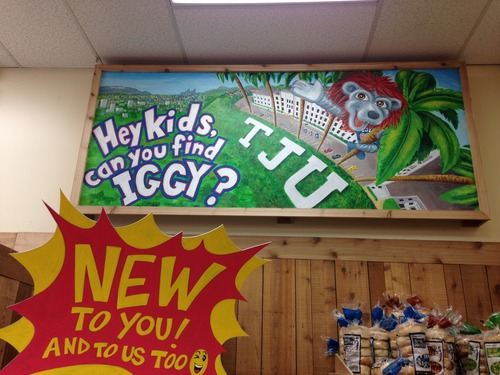 Hey kids,
can you find
IGGY?
TJU
NEW
TO YOU!
AND TO US TOO